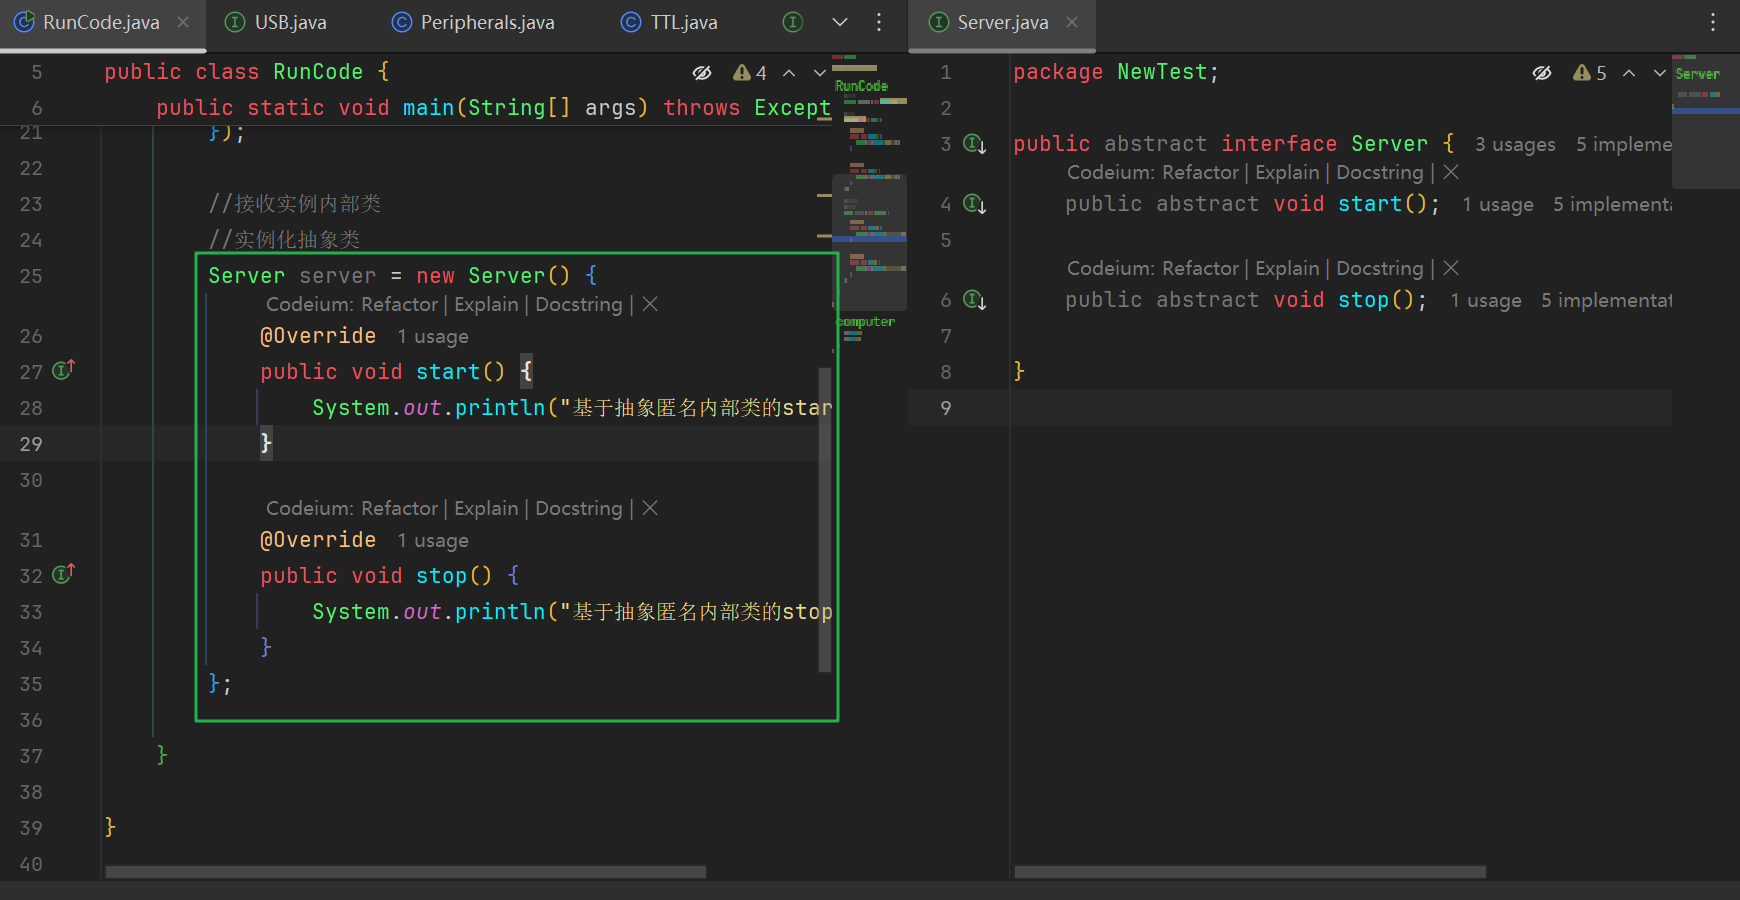 RunCode.java
USB.java
Peripherals.java
TTL.java
5 public class RunCode {
4
6 public static void main(String[] args) throws Except
21 });
22
23 //接收实例内部类
24 //实例化抽象类
25 Server server = new Server() {
Codeium: Refactor | Explain | Docstring |
26 @Override 1 usage
27 public void start() {
28 System.out.println("基于抽象匿名内部类的star
29 }
30
Codeium: Refactor | Explain | Docstring |
31 @Override 1 usage
32 public void stop() {
33 System.out.println("基于抽象匿名内部类的stop
34 }
35 };
36
37 }
38
39 }
40
RunCode
computer
Server.java
1 package NewTest;
5
2
3 public abstract interface Server { 3 usages 5 impleme
Codeium: Refactor | Explain | Docstring |
4 public abstract void start(); 1 usage 5 implementa
5
Codeium: Refactor | Explain | Docstring |
6 public abstract void stop(); 1 usage 5 implementat
7
8 }
9
Server